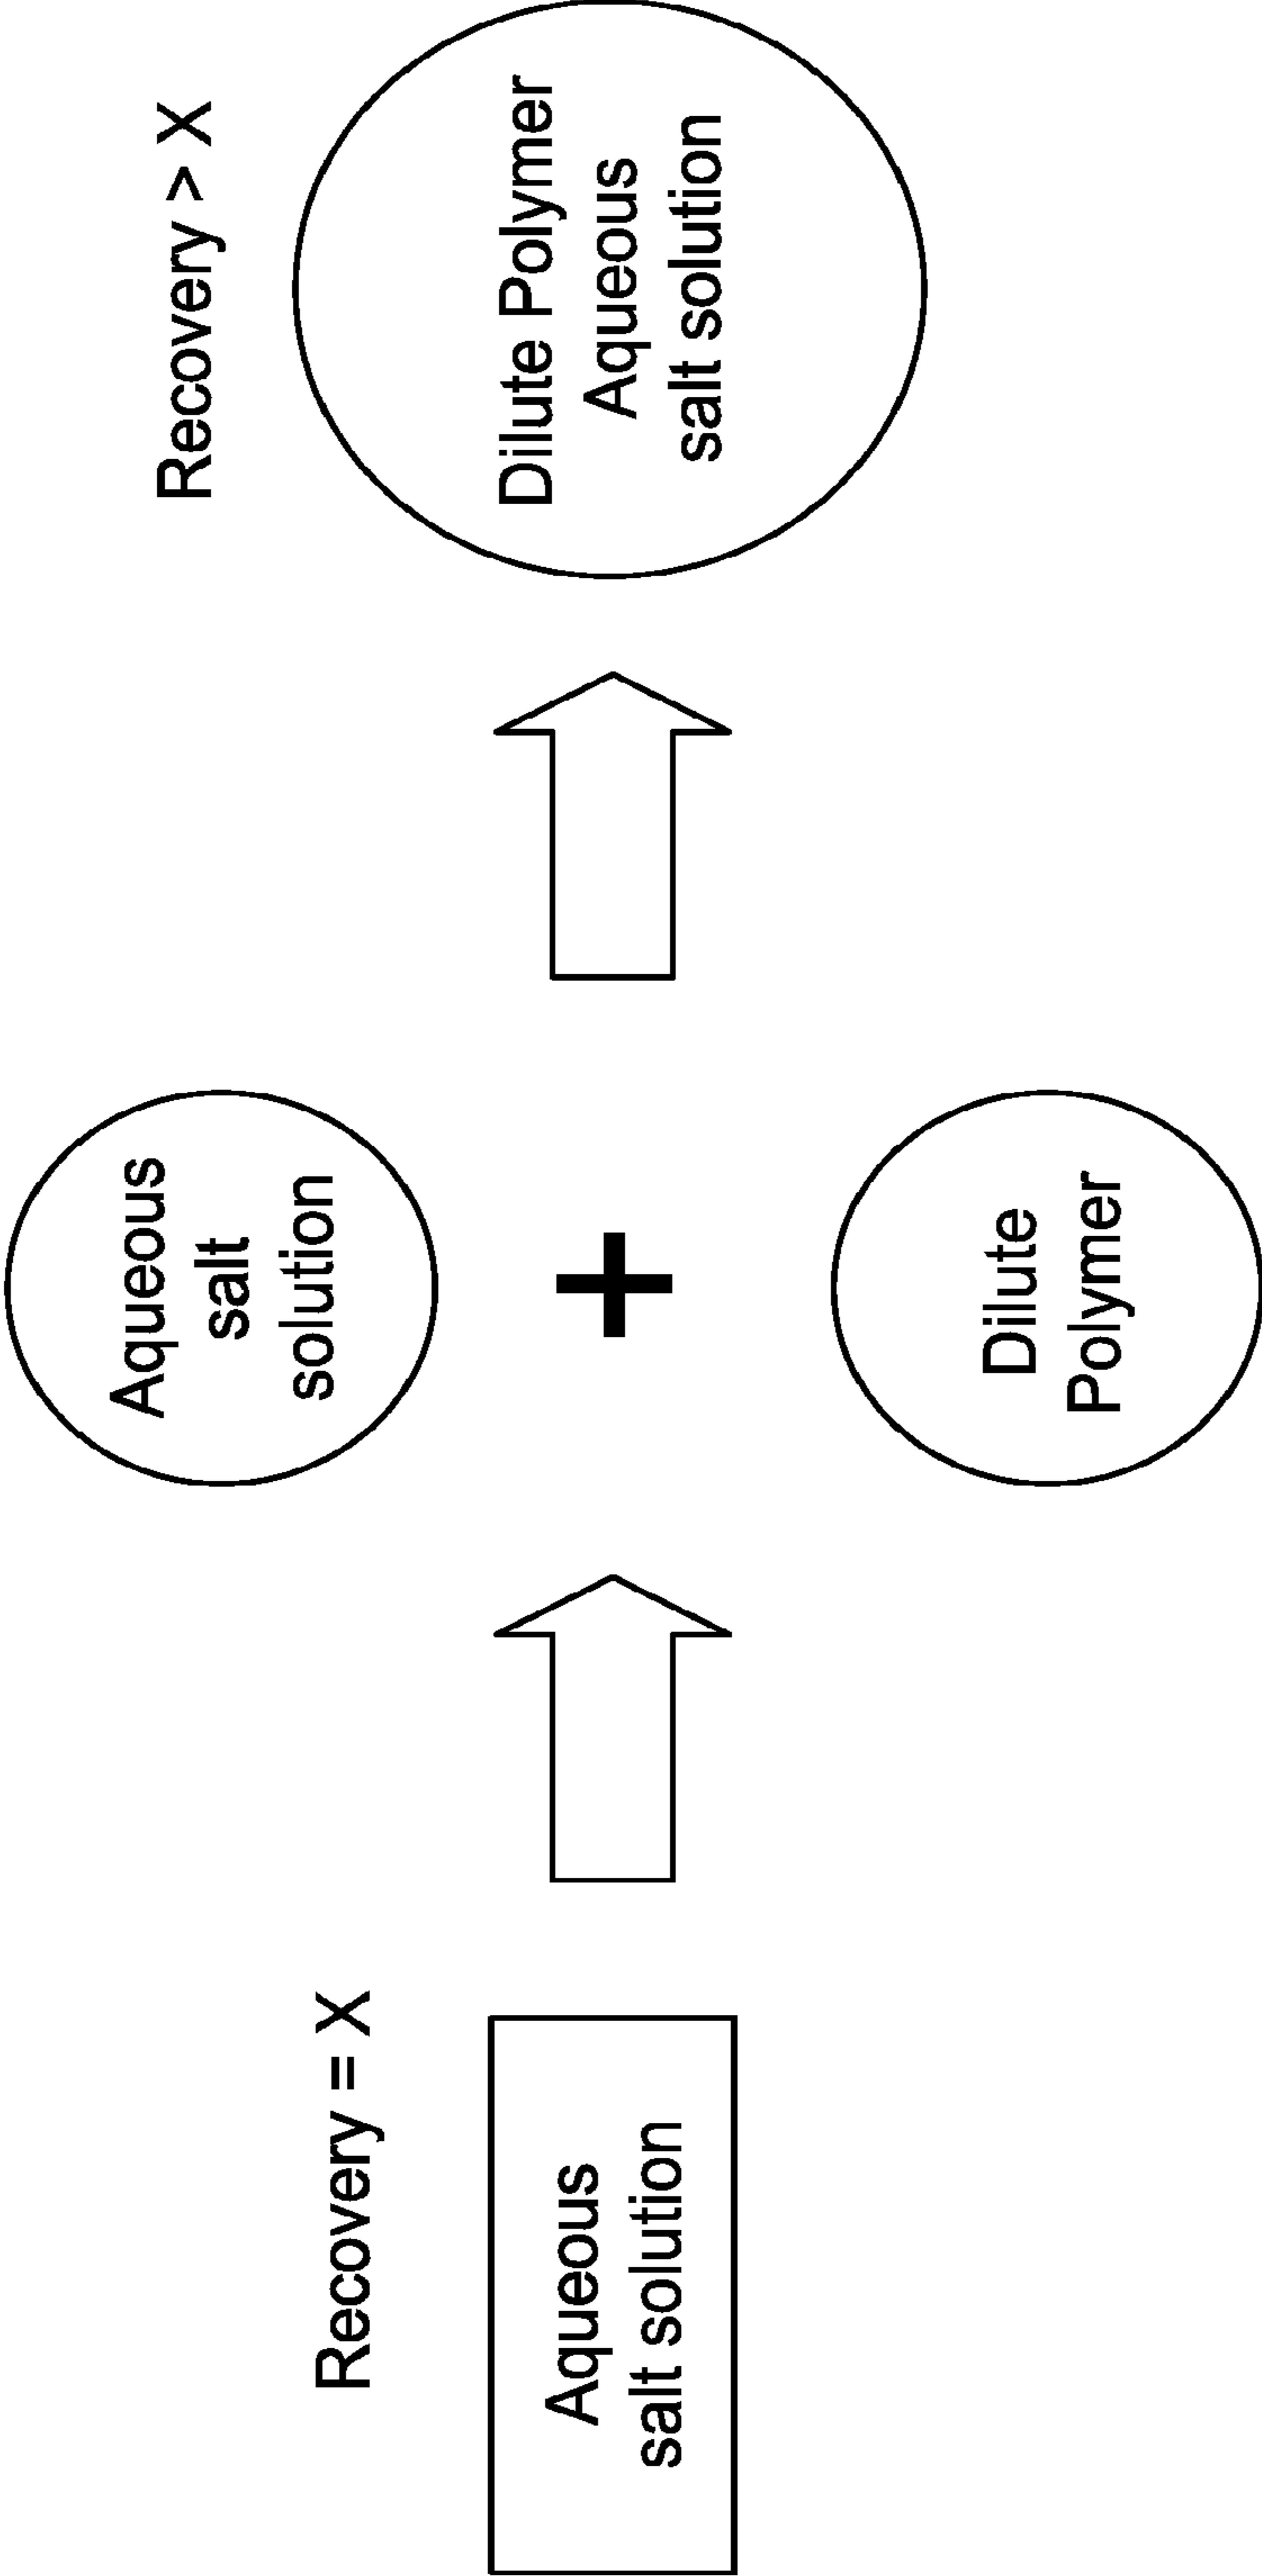 Recovery = X
Aqueous
salt solution
Aqueous
salt
solution
+
Dilute
Polymer
Recovery > X
Dilute Polymer
Aqueous
salt solution